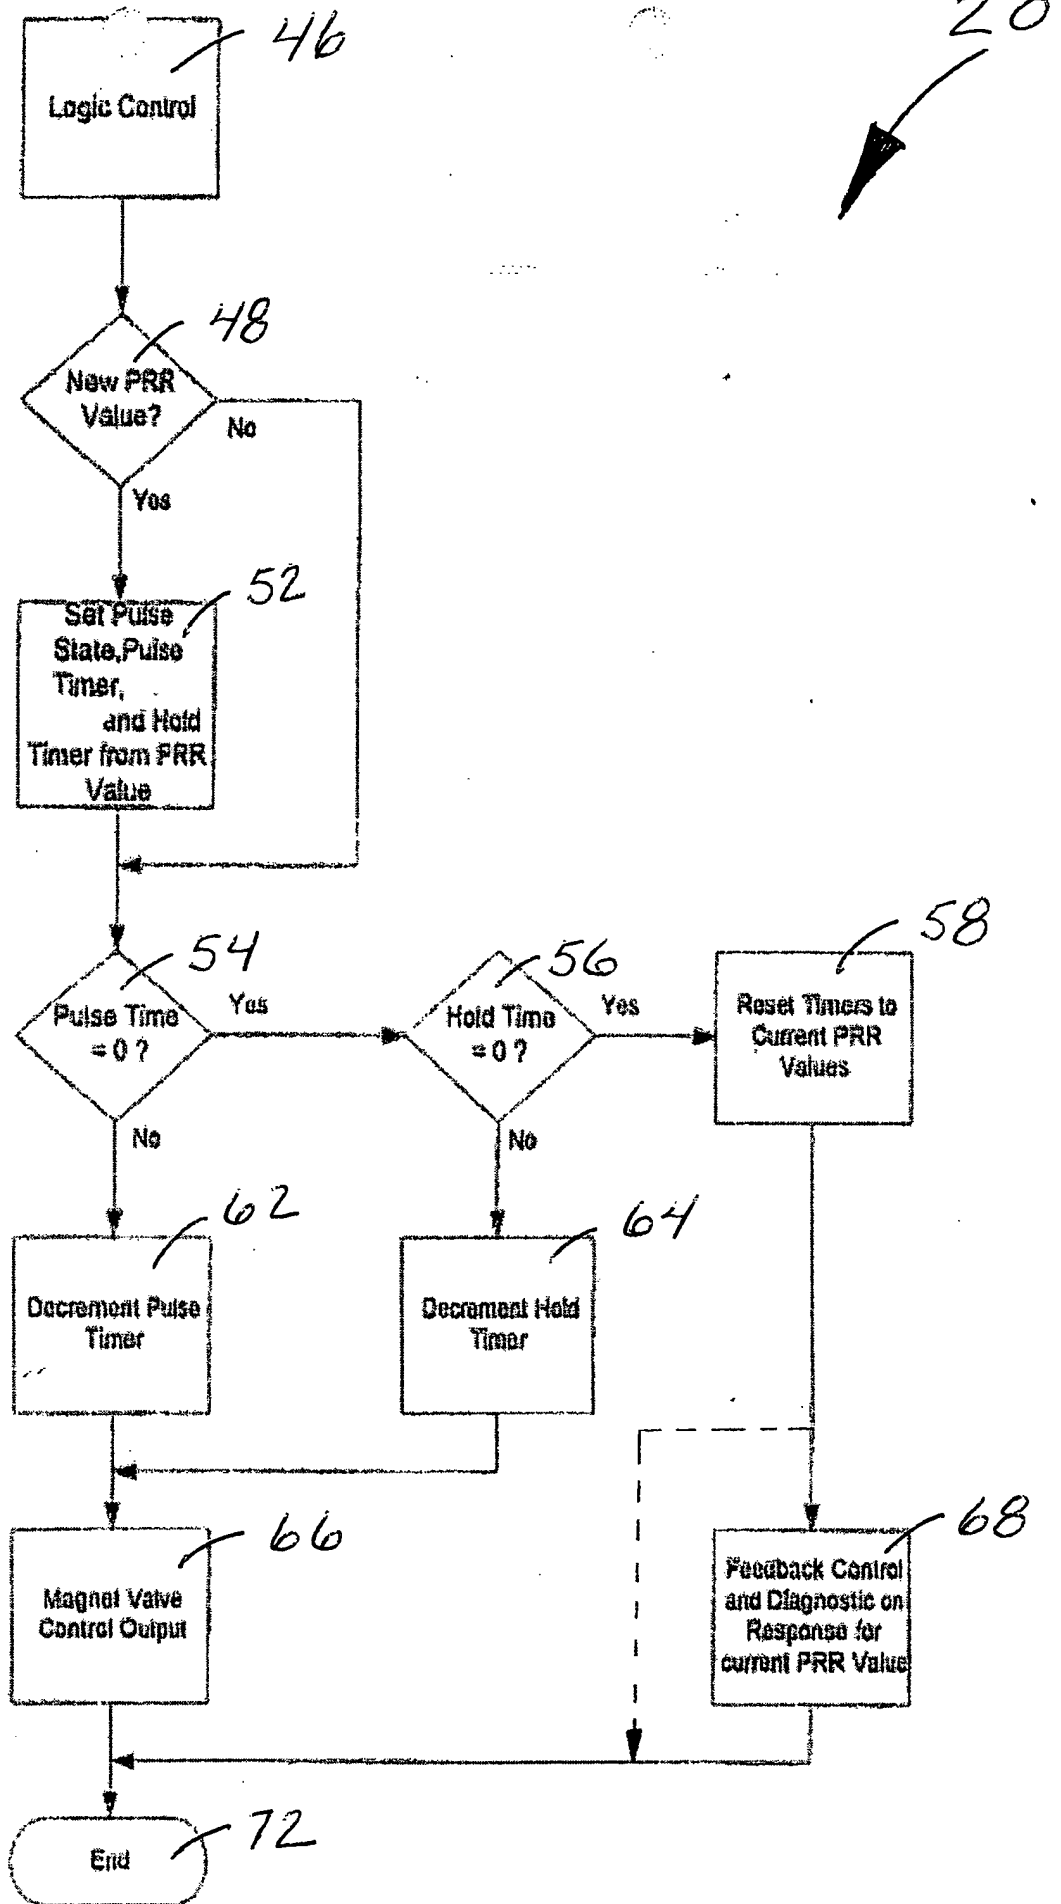 20
46
Logic Control
48
New PRR
Value?
No
Yes
52
Set Pulse
State,Pulse
Timer,
and Hold
Timer from PRR
Value
54
Pulse Time
= 0 ?
Yes
56
Hold Time
= 0 ?
Yes
58
Reset Timers to
Current PRR
Values
No
No
62
Decrement Pulse
Timer
64
Decrement Hold
Timer
66
Magnet Valve
Control Output
68
Feedback Control
and Diagnostic on
Response for
current PRR Value
72
End